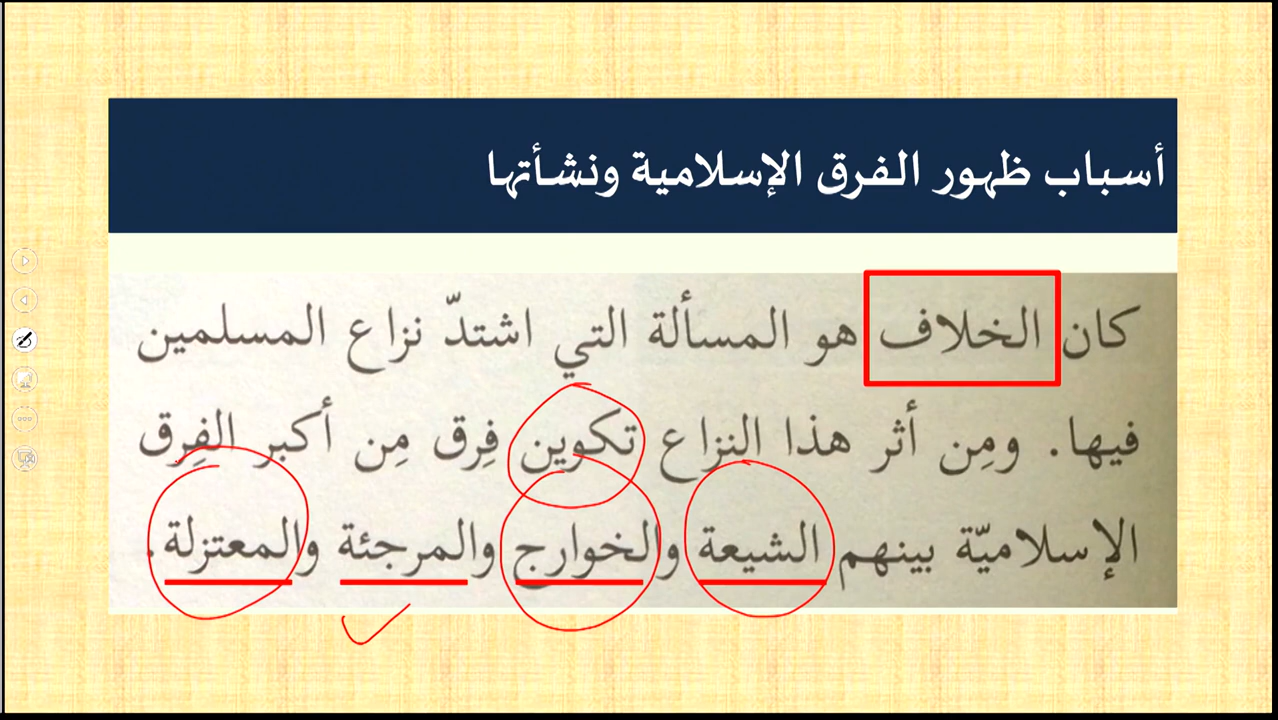 أسباب ظهور الفرق الإسلامية ونشأتها
كان الخلاف هو المسألة التي اشتدّ نزاع المسلمين
فيها. ومِن أثر هذا النزاع تكوين فِرق مِن أكبر الفِرق
الإسلاميّة بينهم الشيعة والخوارج والمرجئة والمعتزلة.